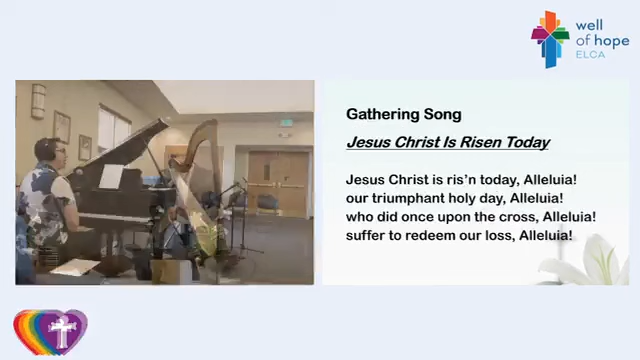 well
of hope
ELCA
Gathering Song
Jesus Christ Is Risen Today
Jesus Christ is ris’n today, Alleluia!
our triumphant holy day, Alleluia!
who did once upon the cross, Alleluia!
suffer to redeem our loss, Alleluia!